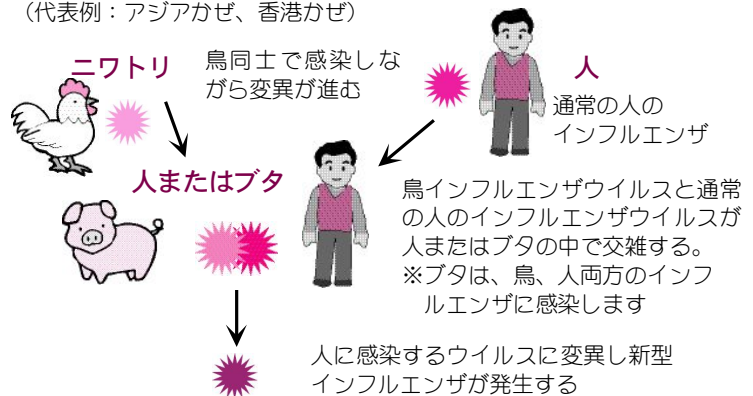 （代表例：アジアかぜ、香港かぜ）
ニワトリ
鳥同士で感染しな
がら変異が進む
人
通常の人の
インフルエンザ
人またはブタ
鳥インフルエンザウイルスと通常
の人のインフルエンザウイルスが
人またはブタの中で交雑する。
※ブタは、鳥、人両方のインフ
ルエンザに感染します
人に感染するウイルスに変異し新型
インフルエンザが発生する